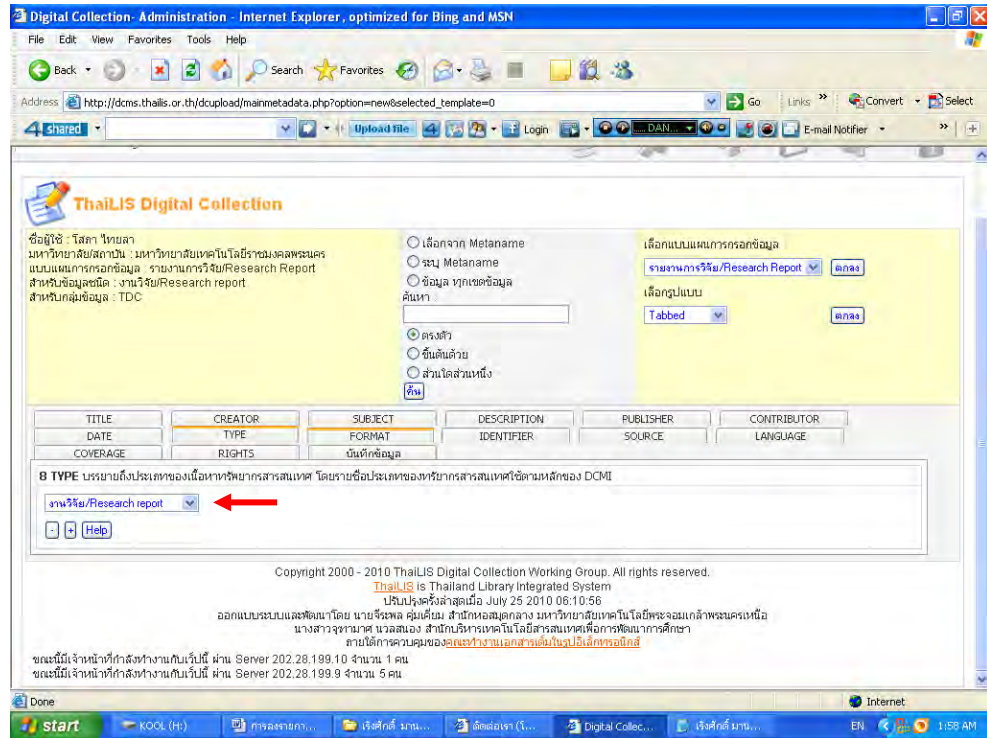 Digital Collection- Administration - Internet Explorer, optimized for Bing and MSN
File Edit View Favorites Tools Help
Back Search Favorites
Address http://dcms.thailis.or.th/dcupload/mainmetadata.php?option=new&selected_template=0 Go Links » Convert Select
4shared Upload file Login DAN... E-mail Notifier »
ThaiLIS Digital Collection
ชื่อผู้ใช้ : โสภา ไทยลา
มหาวิทยาลัย/สถาบัน : มหาวิทยาลัยเทคโนโลยีราชมงคลพระนคร
แบบแผนการกรอกข้อมูล : รายงานการวิจัย/Research Report
สำหรับข้อมูลชนิด : งานวิจัย/Research report
สำหรับกลุ่มข้อมูล : TDC
เลือกจาก Metaname
ระบุ Metaname
ข้อมูล ทุกเขตข้อมูล
ค้นหา
ตรงตัว
ขึ้นต้นด้วย
ส่วนใดส่วนหนึ่ง
ค้น
เลือกแบบแผนการกรอกข้อมูล
รายงานการวิจัย/Research Report ตกลง
เลือกรูปแบบ
Tabbed ตกลง
TITLE CREATOR SUBJECT DESCRIPTION PUBLISHER CONTRIBUTOR
DATE TYPE FORMAT IDENTIFIER SOURCE LANGUAGE
COVERAGE RIGHTS บันทึกข้อมูล
8 TYPE บรรยายถึงประเภทของเนื้อหาทรัพยากรสารสนเทศ โดยรายชื่อประเภทของทรัพยากรสารสนเทศใช้ตามหลักของ DCMI
งานวิจัย/Research report
- + Help
Copyright 2000 - 2010 ThaiLIS Digital Collection Working Group. All rights reserved.
ThaiLIS is Thailand Library Integrated System
ปรับปรุงครั้งล่าสุดเมื่อ July 25 2010 06:10:56
ออกแบบระบบและพัฒนาโดย นายจีระพล คุ่มเคี่ยม สำนักหอสมุดกลาง มหาวิทยาลัยเทคโนโลยีพระจอมเกล้าพระนครเหนือ
นางสาวจุฑามาศ นวลสนอง สำนักบริหารเทคโนโลยีสารสนเทศเพื่อการพัฒนาการศึกษา
ภายใต้การควบคุมของคณะทำงานเอกสารเต็มในรูปอิเล็กทรอนิกส์
ขณะนี้มีเจ้าหน้าที่กำลังทำงานกับเว็ปนี้ ผ่าน Server 202.28.199.10 จำนวน 1 คน
ขณะนี้มีเจ้าหน้าที่กำลังทำงานกับเว็ปนี้ ผ่าน Server 202.28.199.9 จำนวน 5 คน
Done Internet
start KOOL (H:) เริงศักดิ์ มาน... ติดต่อเรา (โ... Digital Collec... เริงศักดิ์ มาน... EN 1:58 AM